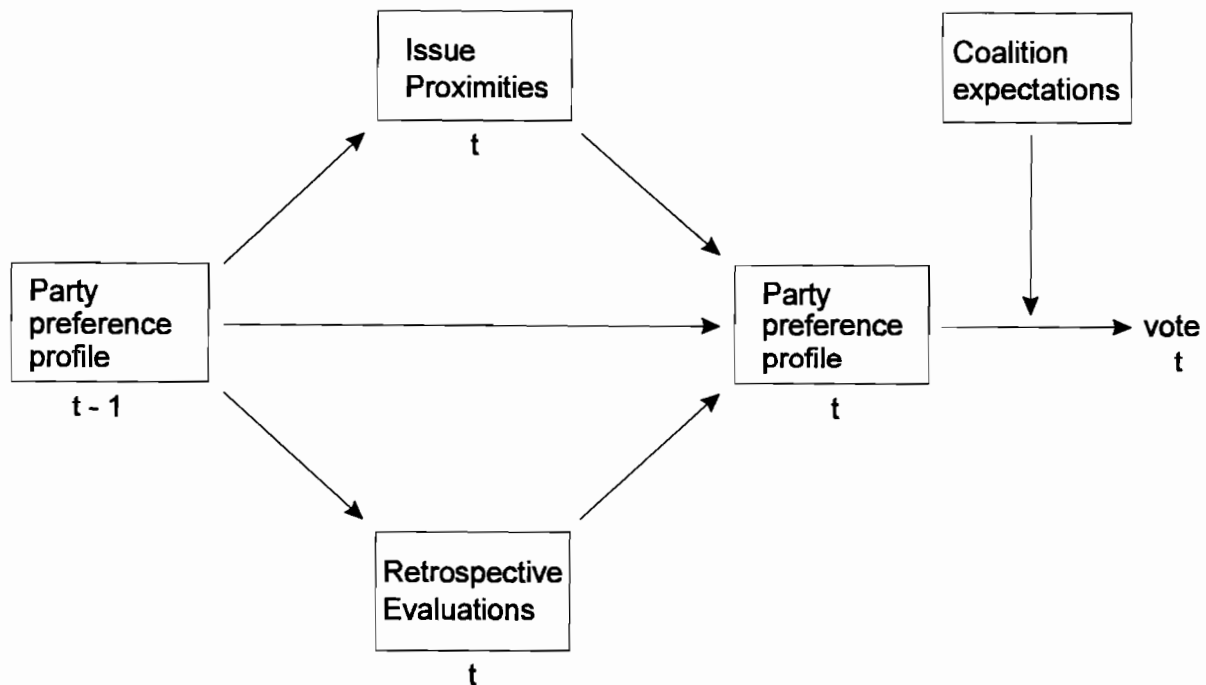 Issue
Proximities
t
Coalition
expectations
Party
preference
profile
t - 1
Party
preference
profile
t
vote
t
Retrospective
Evaluations
t